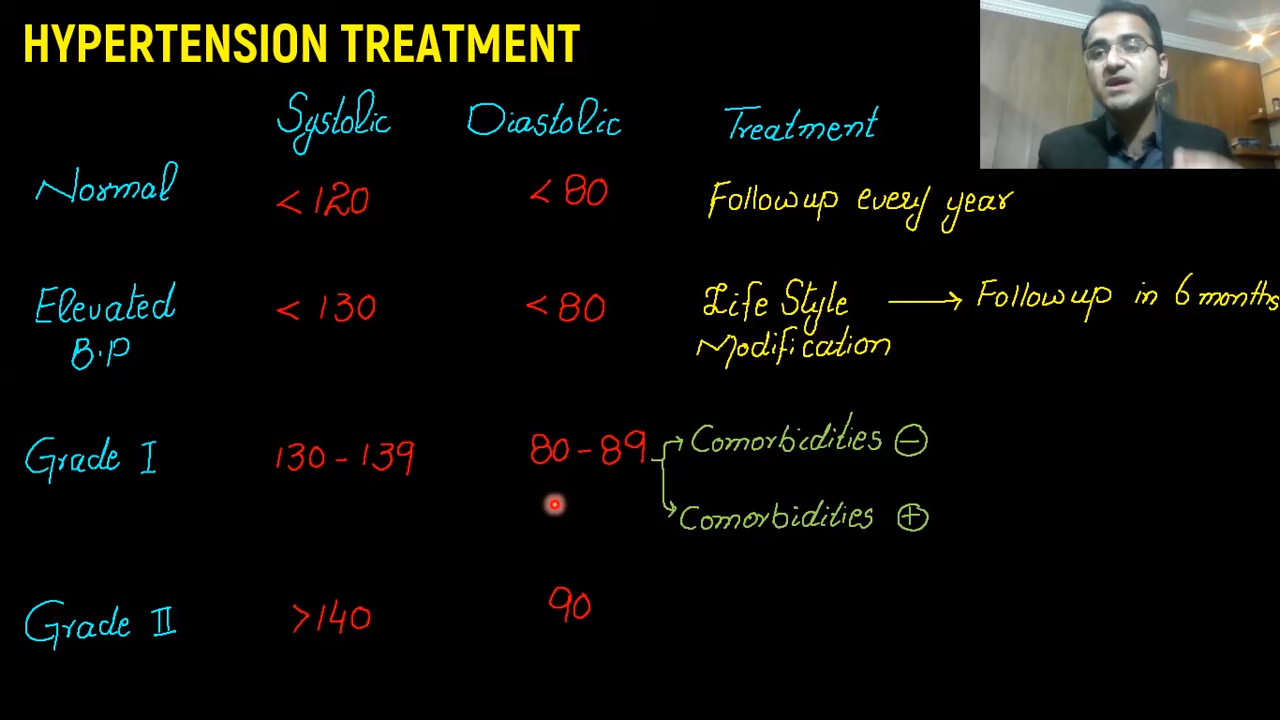 HYPERTENSION TREATMENT
Systolic Diastolic Treatment
Normal <120 <80 Followup every year
Elevated B.P <130 <80 Life Style Modification → Followup in 6 months
Grade I 130-139 80-89 Comorbidities ⊖
Comorbidities ⊕
Grade II >140 90